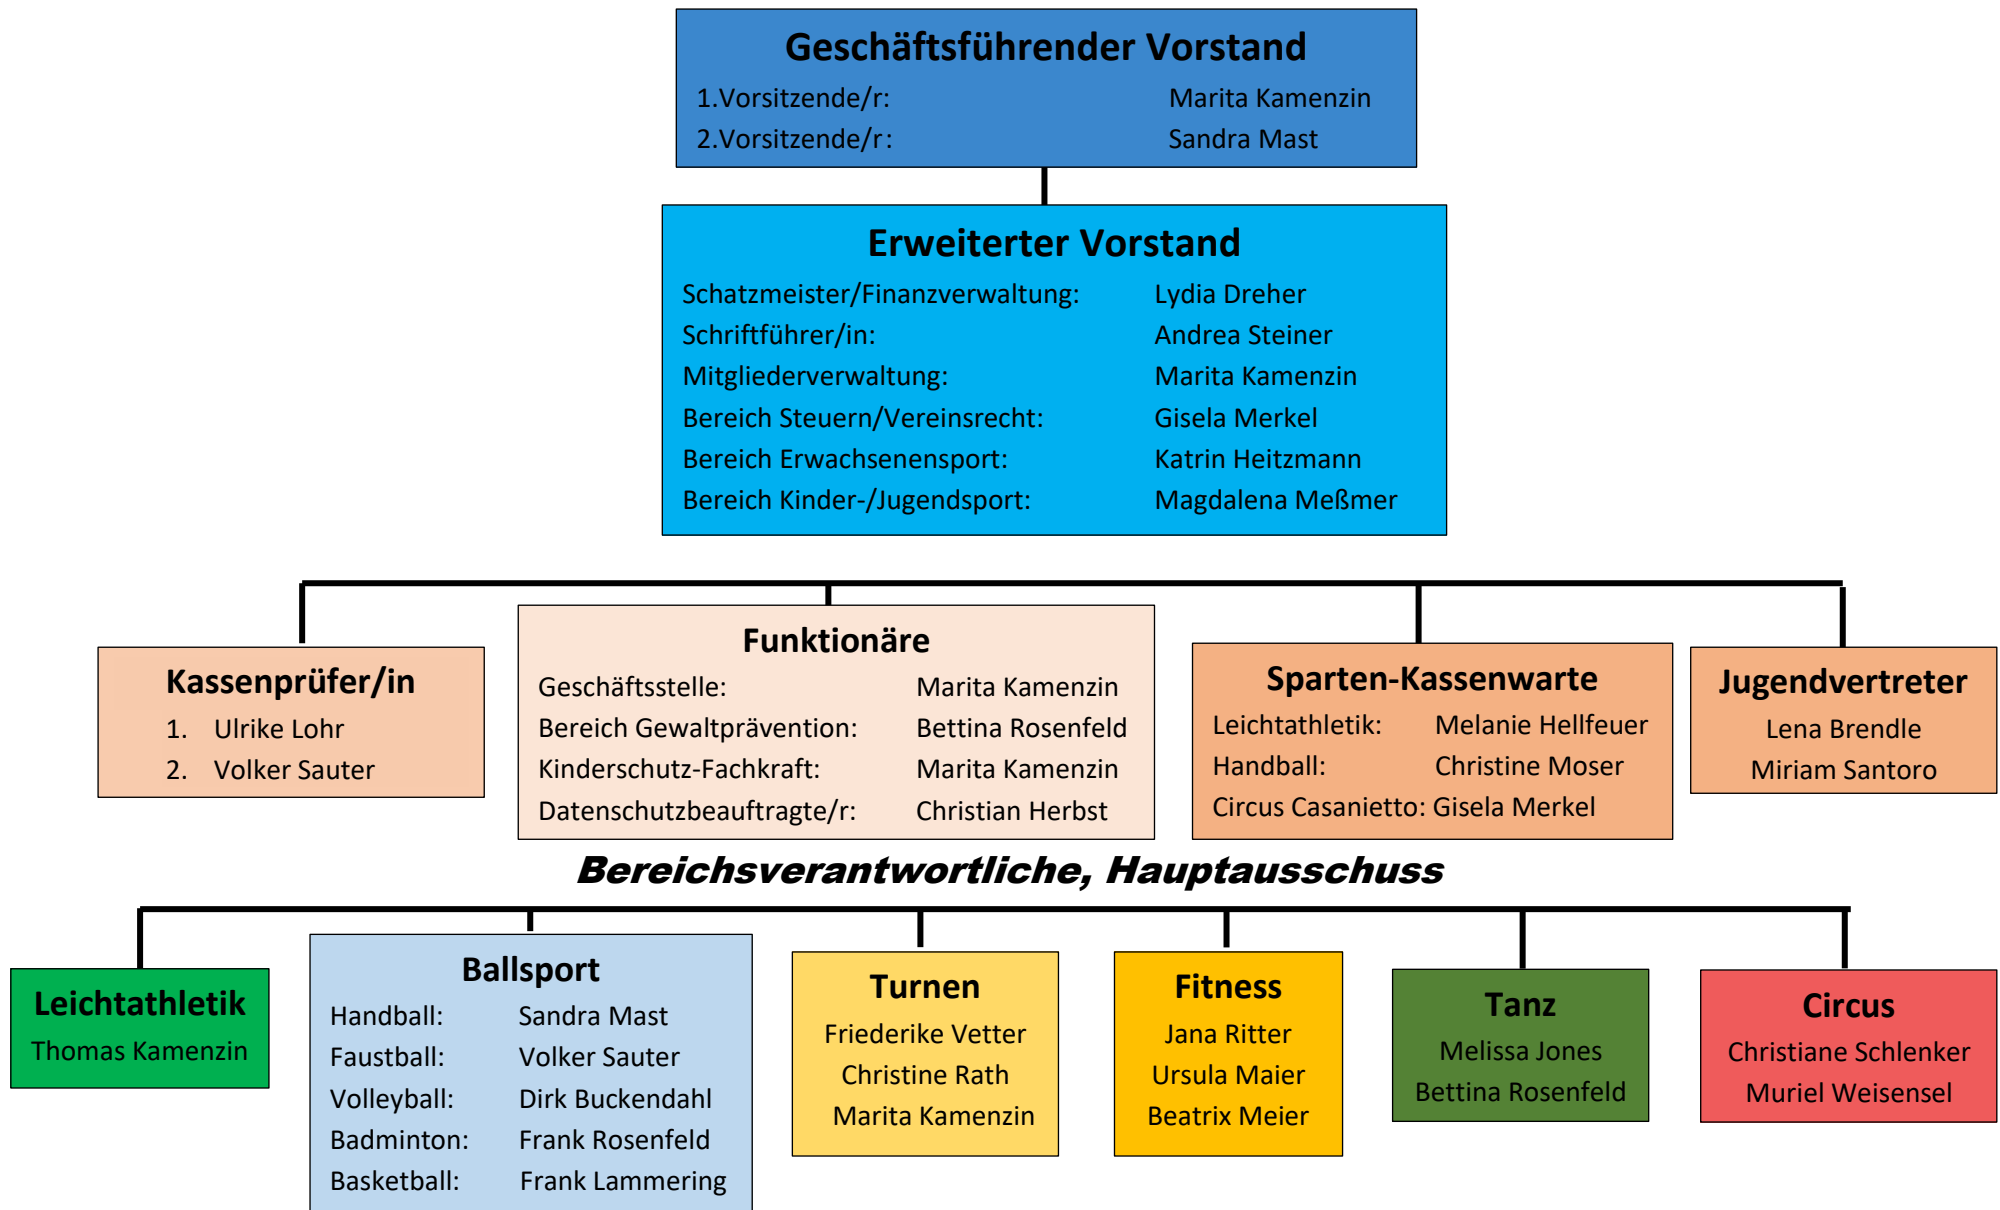 Geschäftsführender Vorstand
1.Vorsitzende/r: Marita Kamenzin
2.Vorsitzende/r: Sandra Mast
Erweiterter Vorstand
Schatzmeister/Finanzverwaltung: Lydia Dreher
Schriftführer/in: Andrea Steiner
Mitgliederverwaltung: Marita Kamenzin
Bereich Steuern/Vereinsrecht: Gisela Merkel
Bereich Erwachsenensport: Katrin Heitzmann
Bereich Kinder-/Jugendsport: Magdalena Meßmer
Kassenprüfer/in
1. Ulrike Lohr
2. Volker Sauter
Funktionäre
Geschäftsstelle: Marita Kamenzin
Bereich Gewaltprävention: Bettina Rosenfeld
Kinderschutz-Fachkraft: Marita Kamenzin
Datenschutzbeauftragte/r: Christian Herbst
Sparten-Kassenwarte
Leichtathletik: Melanie Hellfeuer
Handball: Christine Moser
Circus Casanietto: Gisela Merkel
Jugendvertreter
Lena Brendle
Miriam Santoro
Bereichsverantwortliche, Hauptausschuss
Leichtathletik
Thomas Kamenzin
Ballsport
Handball: Sandra Mast
Faustball: Volker Sauter
Volleyball: Dirk Buckendahl
Badminton: Frank Rosenfeld
Basketball: Frank Lammering
Turnen
Friederike Vetter
Christine Rath
Marita Kamenzin
Fitness
Jana Ritter
Ursula Maier
Beatrix Meier
Tanz
Melissa Jones
Bettina Rosenfeld
Circus
Christiane Schlenker
Muriel Weisensel